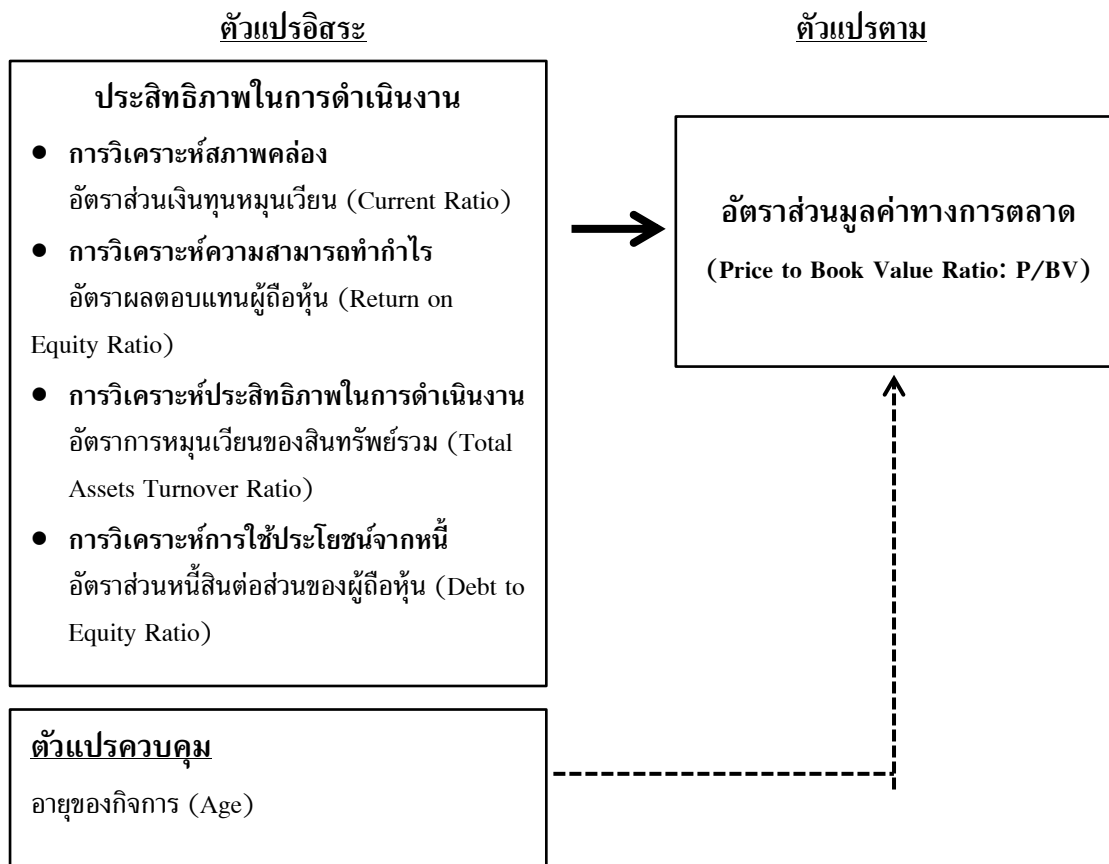 ตัวแปรอิสระ
ประสิทธิภาพในการดำเนินงาน
● การวิเคราะห์สภาพคล่อง
อัตราส่วนเงินทุนหมุนเวียน (Current Ratio)
● การวิเคราะห์ความสามารถทำกำไร
อัตราผลตอบแทนผู้ถือหุ้น (Return on
Equity Ratio)
● การวิเคราะห์ประสิทธิภาพในการดำเนินงาน
อัตราการหมุนเวียนของสินทรัพย์รวม (Total
Assets Turnover Ratio)
● การวิเคราะห์การใช้ประโยชน์จากหนี้
อัตราส่วนหนี้สินต่อส่วนของผู้ถือหุ้น (Debt to
Equity Ratio)
ตัวแปรควบคุม
อายุของกิจการ (Age)
ตัวแปรตาม
อัตราส่วนมูลค่าทางการตลาด
(Price to Book Value Ratio: P/BV)